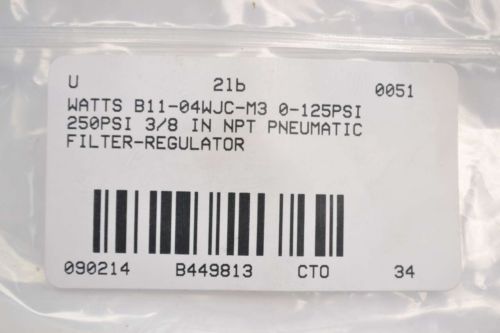 U 2lb 0051
WATTS B11-04WJC-M3 0-125PSI
250PSI 3/8 IN NPT PNEUMATIC
FILTER-REGULATOR
090214 B449813 CTO 34